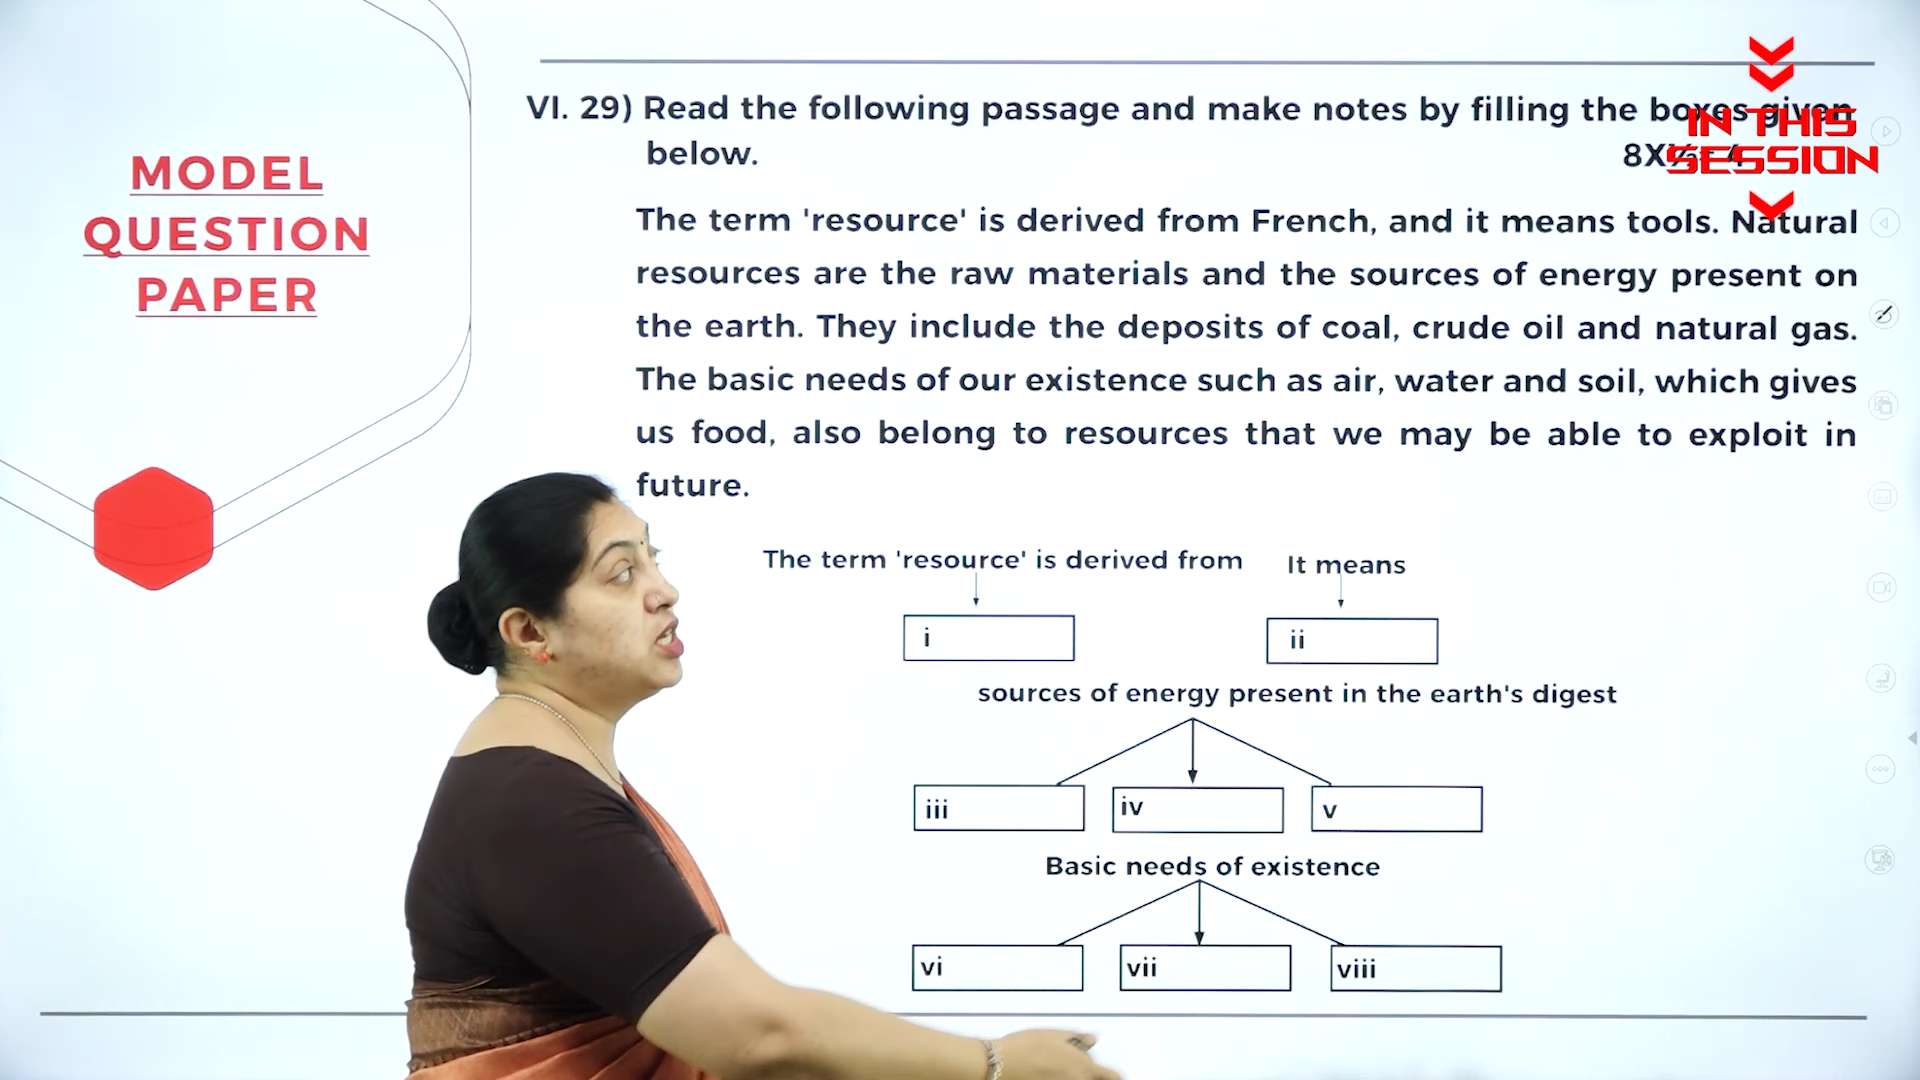 MODEL
QUESTION
PAPER
VI. 29) Read the following passage and make notes by filling the boxes given
below. 8X½= 4
IN THIS
SESSION
The term 'resource' is derived from French, and it means tools. Natural
resources are the raw materials and the sources of energy present on
the earth. They include the deposits of coal, crude oil and natural gas.
The basic needs of our existence such as air, water and soil, which gives
us food, also belong to resources that we may be able to exploit in
future.
The term 'resource' is derived from It means
i ii
sources of energy present in the earth's digest
iii iv v
Basic needs of existence
vi vii viii